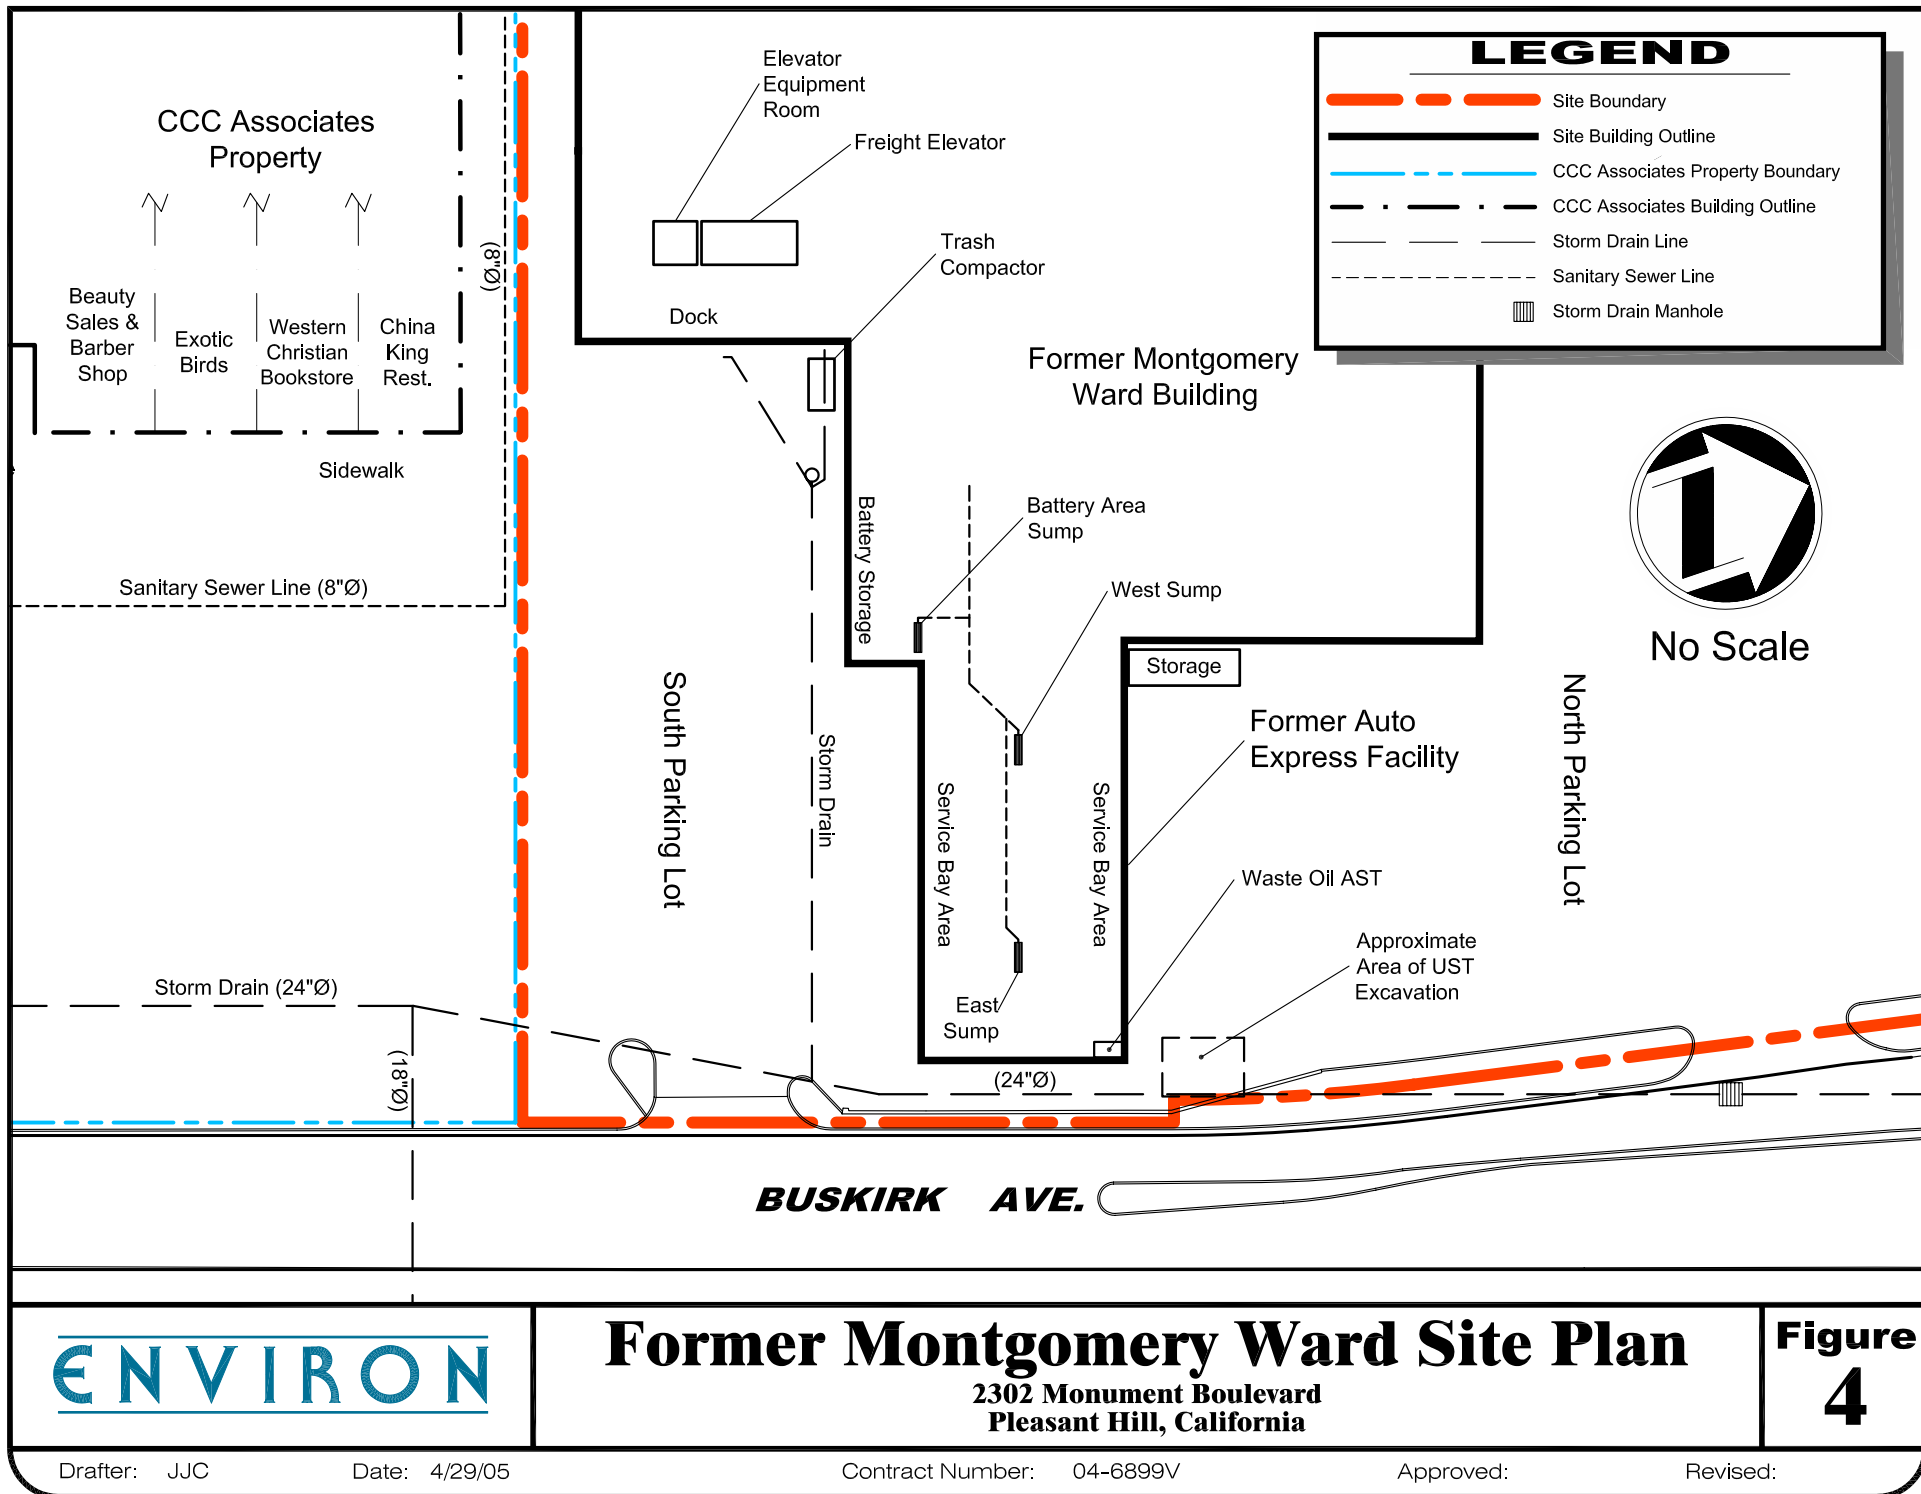 LEGEND
Site Boundary
Site Building Outline
CCC Associates Property Boundary
CCC Associates Building Outline
Storm Drain Line
Sanitary Sewer Line
Storm Drain Manhole
CCC Associates
Property
Beauty
Sales &
Barber
Shop
Exotic
Birds
Western
Christian
Bookstore
China
King
Rest.
Sidewalk
(8"Ø)
Sanitary Sewer Line (8"Ø)
Elevator
Equipment
Room
Freight Elevator
Trash
Compactor
Dock
Former Montgomery
Ward Building
Battery Storage
Battery Area
Sump
West Sump
Storage
No Scale
South Parking Lot
Storm Drain
Service Bay Area
Service Bay Area
Former Auto
Express Facility
North Parking Lot
Waste Oil AST
Approximate
Area of UST
Excavation
East
Sump
Storm Drain (24"Ø)
(18"Ø)
(24"Ø)
BUSKIRK AVE.
ENVIRON
Former Montgomery Ward Site Plan
2302 Monument Boulevard
Pleasant Hill, California
Figure
4
Drafter: JJC
Date: 4/29/05
Contract Number: 04-6899V
Approved:
Revised: